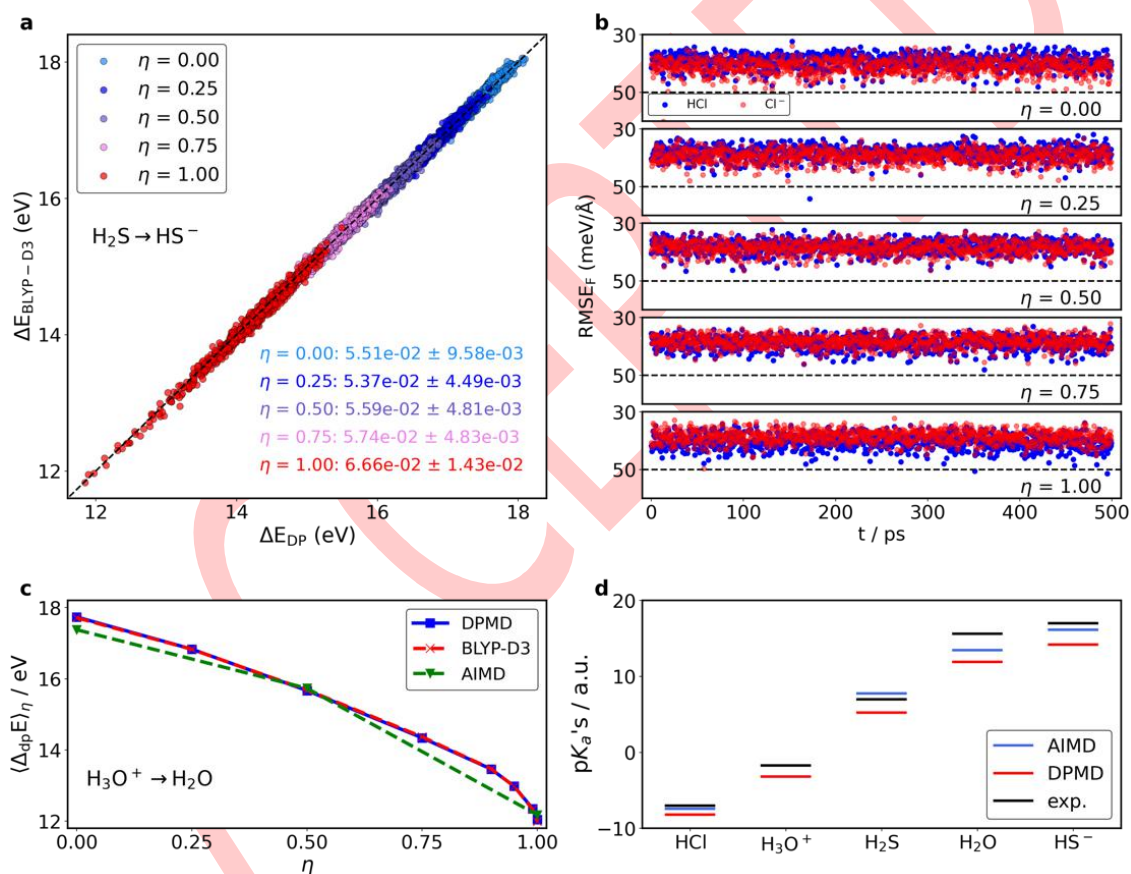 a
18
16
14
12
ΔE_BLYP−D3 (eV)
η = 0.00
η = 0.25
η = 0.50
η = 0.75
η = 1.00
H₂S → HS⁻
η = 0.00: 5.51e-02 ± 9.58e-03
η = 0.25: 5.37e-02 ± 4.49e-03
η = 0.50: 5.59e-02 ± 4.81e-03
η = 0.75: 5.74e-02 ± 4.83e-03
η = 1.00: 6.66e-02 ± 1.43e-02
12 14 16 18
ΔE_DP (eV)
b
RMSE_F (meV/Å)
30
50
HCl Cl⁻
η = 0.00
30
50
η = 0.25
30
50
η = 0.50
30
50
η = 0.75
30
50
η = 1.00
0 100 200 300 400 500
t / ps
c
18
16
14
12
⟨Δ_dpE⟩_η / eV
DPMD
BLYP-D3
AIMD
H₃O⁺ → H₂O
0.00 0.25 0.50 0.75 1.00
η
d
20
10
0
−10
pK_a's / a.u.
AIMD
DPMD
exp.
HCl H₃O⁺ H₂S H₂O HS⁻